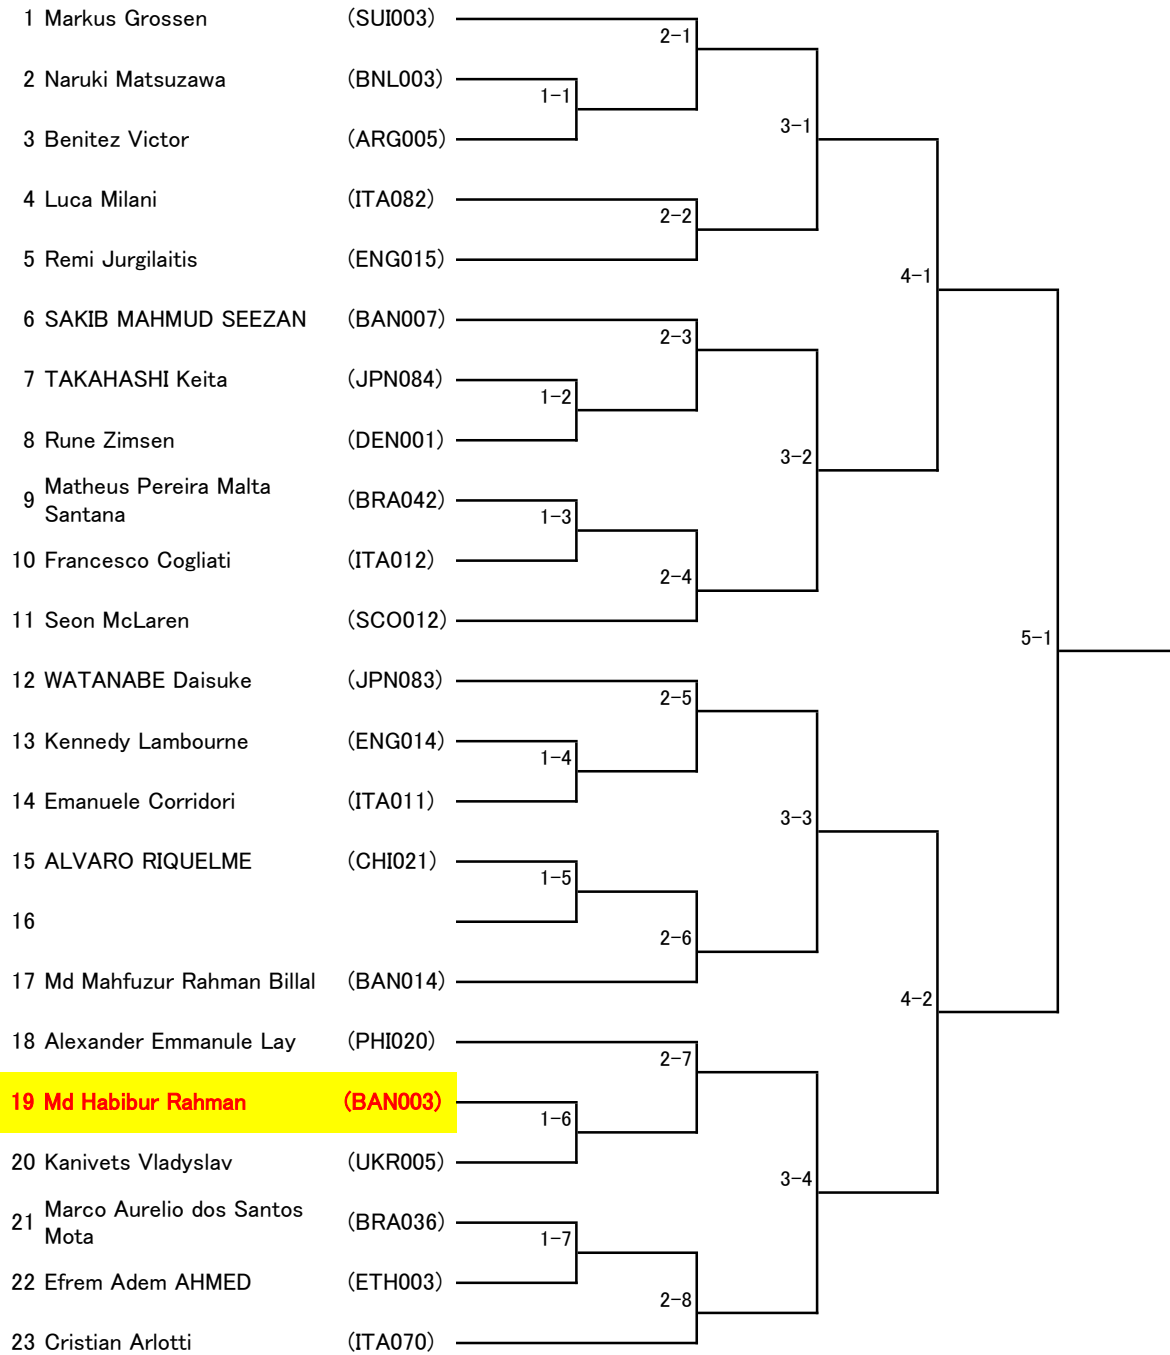 1 Markus Grossen (SUI003)
2-1
2 Naruki Matsuzawa (BNL003)
1-1
3 Benitez Victor (ARG005)
3-1
4 Luca Milani (ITA082)
2-2
5 Remi Jurgilaitis (ENG015)
4-1
6 SAKIB MAHMUD SEEZAN (BAN007)
2-3
7 TAKAHASHI Keita (JPN084)
1-2
8 Rune Zimsen (DEN001)
3-2
9 Matheus Pereira Malta
Santana (BRA042)
1-3
10 Francesco Cogliati (ITA012)
2-4
11 Seon McLaren (SCO012)
5-1
12 WATANABE Daisuke (JPN083)
2-5
13 Kennedy Lambourne (ENG014)
1-4
14 Emanuele Corridori (ITA011)
3-3
15 ALVARO RIQUELME (CHI021)
1-5
16
2-6
17 Md Mahfuzur Rahman Billal (BAN014)
4-2
18 Alexander Emmanule Lay (PHI020)
2-7
19 Md Habibur Rahman (BAN003)
1-6
20 Kanivets Vladyslav (UKR005)
3-4
21 Marco Aurelio dos Santos
Mota (BRA036)
1-7
22 Efrem Adem AHMED (ETH003)
2-8
23 Cristian Arlotti (ITA070)